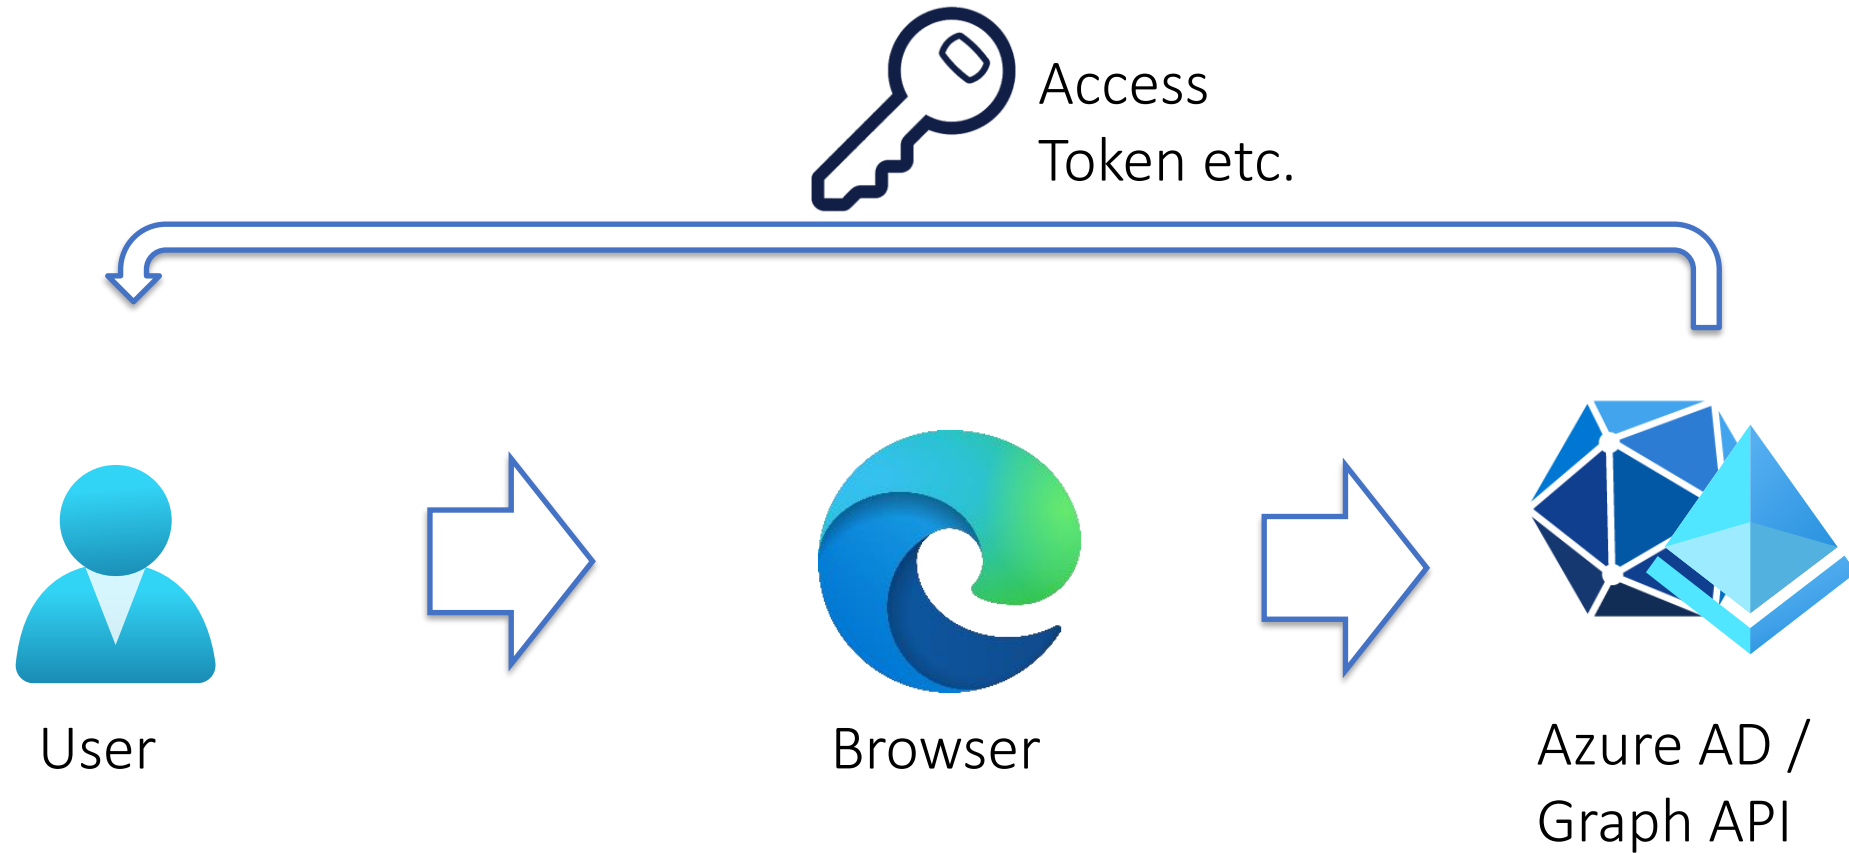 Access
Token etc.
User
Browser
Azure AD /
Graph API